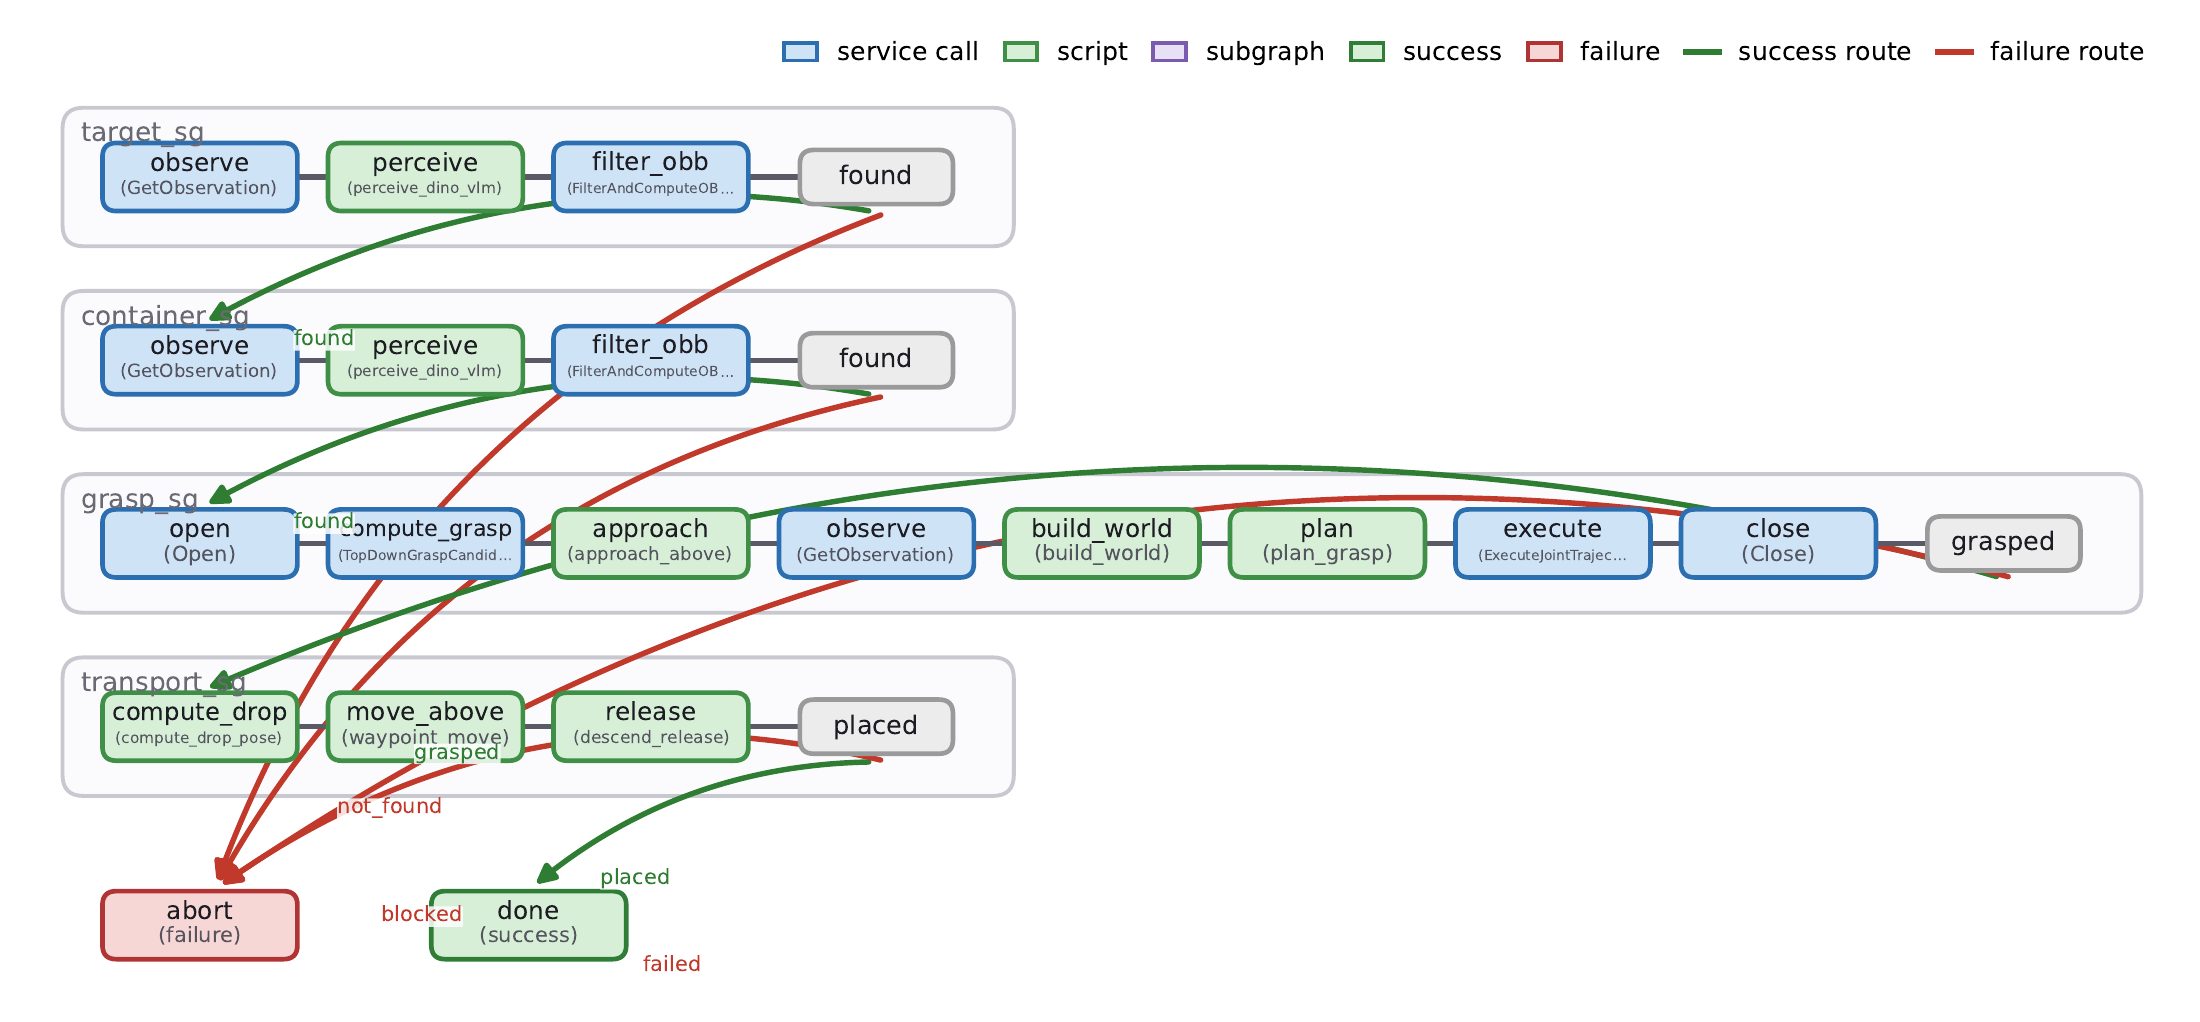 service call script subgraph success failure success route failure route
target_sg
observe
(GetObservation)
perceive
(perceive_dino_vlm)
filter_obb
(FilterAndComputeOB...
found
container_sg
found
observe
(GetObservation)
perceive
(perceive_dino_vlm)
filter_obb
(FilterAndComputeOB...
found
grasp_sg
found
open
(Open)
compute_grasp
(TopDownGraspCandid...
approach
(approach_above)
observe
(GetObservation)
build_world
(build_world)
plan
(plan_grasp)
execute
(ExecuteJointTrajec...
close
(Close)
grasped
transport_sg
compute_drop
(compute_drop_pose)
move_above
(waypoint_move)
grasped
release
(descend_release)
placed
not_found
placed
abort
(failure)
blocked
done
(success)
failed